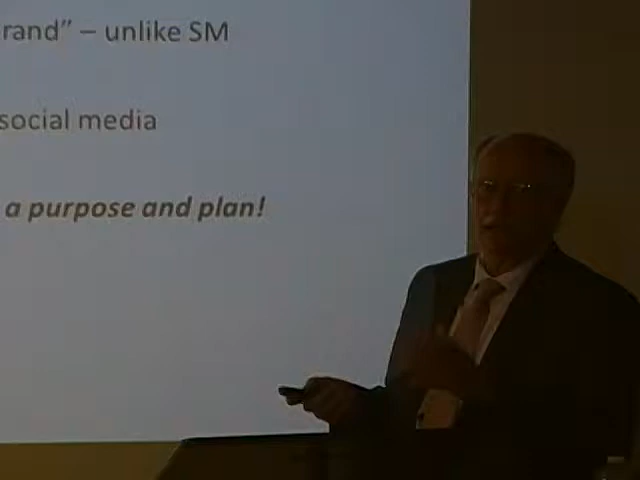 rand” – unlike SM
social media
a purpose and plan!